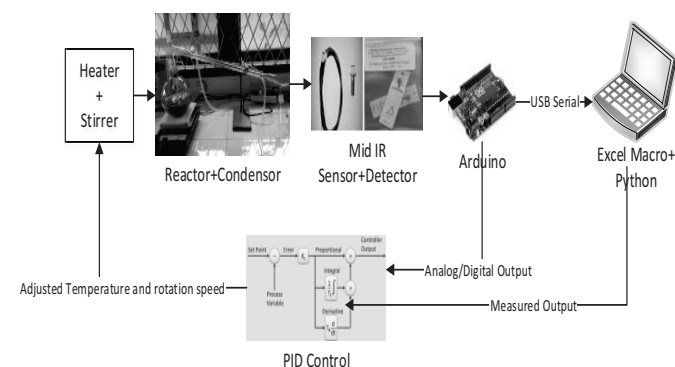 Heater
+
Stirrer
Reactor+Condensor
Mid IR
Sensor+Detector
Arduino
USB Serial
Excel Macro+
Python
Set Point
Error
Proportional
Controller
Output
Integral
Process
Variable
Derivative
Analog/Digital Output
Measured Output
Adjusted Temperature and rotation speed
PID Control